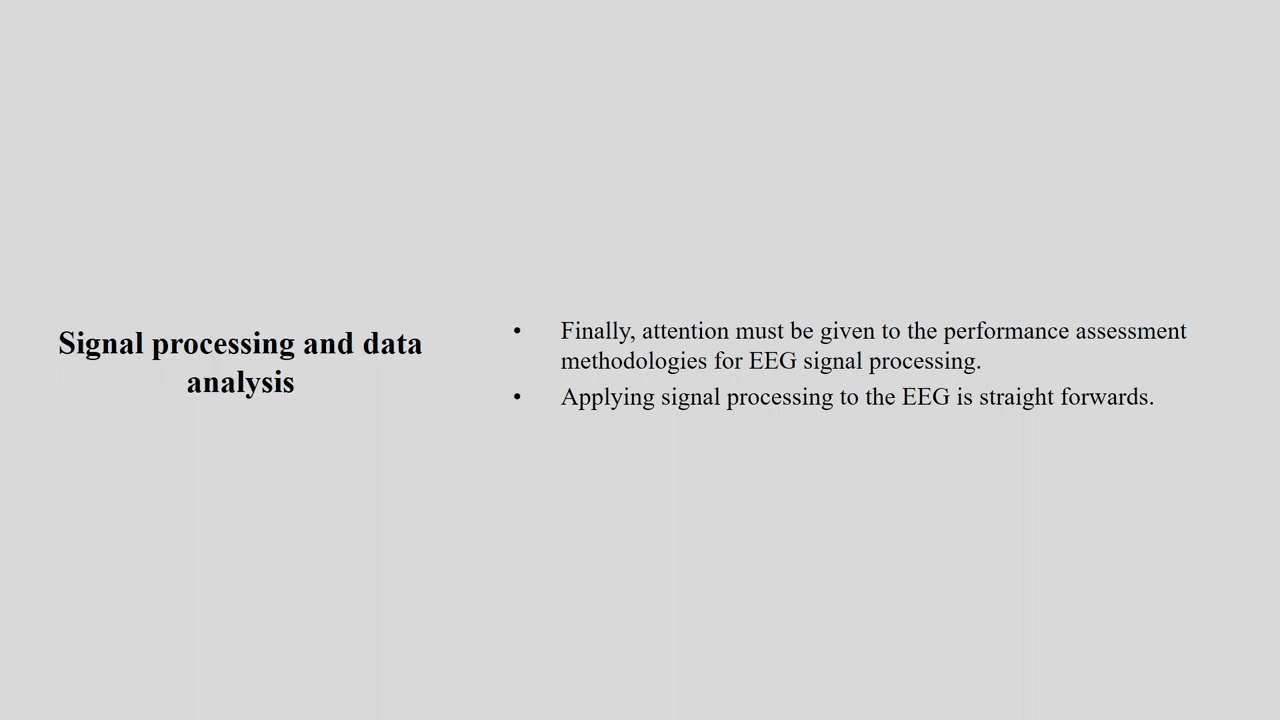 Signal processing and data
analysis
• Finally, attention must be given to the performance assessment
methodologies for EEG signal processing.
• Applying signal processing to the EEG is straight forwards.